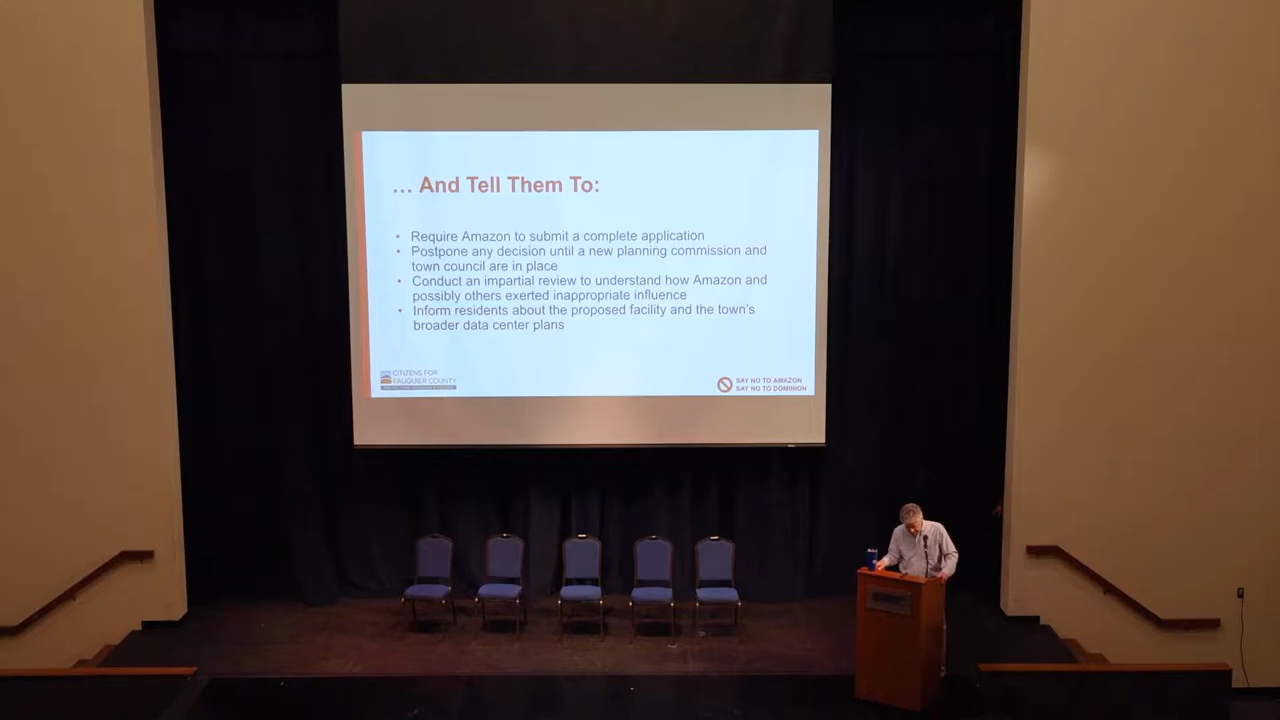 ... And Tell Them To:
• Require Amazon to submit a complete application
• Postpone any decision until a new planning commission and
town council are in place
• Conduct an impartial review to understand how Amazon and
possibly others exerted inappropriate influence
• Inform residents about the proposed facility and the town's
broader data center plans
CITIZENS FOR
FAUQUIER COUNTY
SAY NO TO AMAZON
SAY NO TO DOMINION